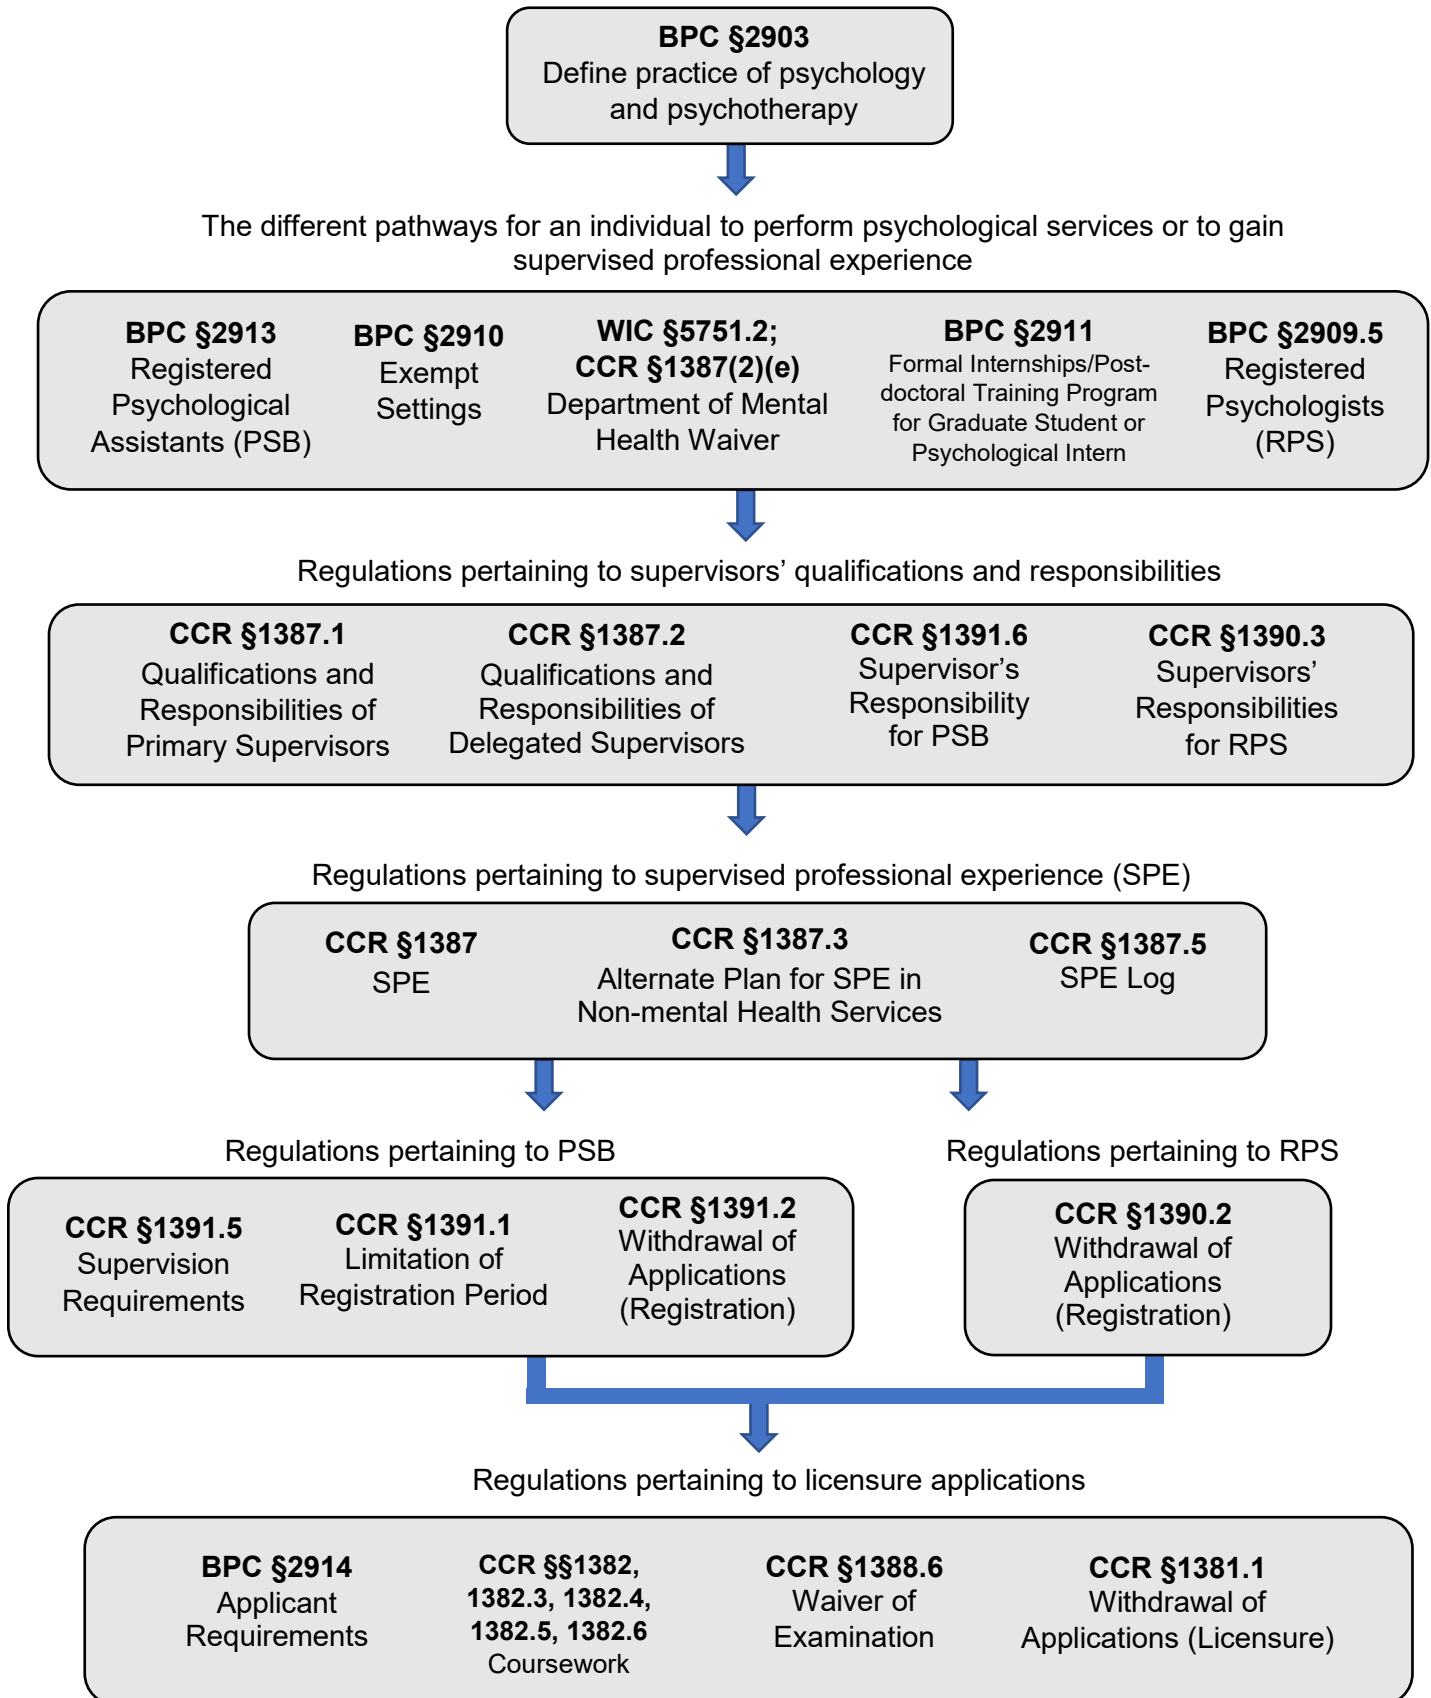 BPC §2903
Define practice of psychology
and psychotherapy
The different pathways for an individual to perform psychological services or to gain
supervised professional experience
BPC §2913
Registered
Psychological
Assistants (PSB)
BPC §2910
Exempt
Settings
WIC §5751.2;
CCR §1387(2)(e)
Department of Mental
Health Waiver
BPC §2911
Formal Internships/Post-
doctoral Training Program
for Graduate Student or
Psychological Intern
BPC §2909.5
Registered
Psychologists
(RPS)
Regulations pertaining to supervisors’ qualifications and responsibilities
CCR §1387.1
Qualifications and
Responsibilities of
Primary Supervisors
CCR §1387.2
Qualifications and
Responsibilities of
Delegated Supervisors
CCR §1391.6
Supervisor’s
Responsibility
for PSB
CCR §1390.3
Supervisors’
Responsibilities
for RPS
Regulations pertaining to supervised professional experience (SPE)
CCR §1387
SPE
CCR §1387.3
Alternate Plan for SPE in
Non-mental Health Services
CCR §1387.5
SPE Log
Regulations pertaining to PSB
CCR §1391.5
Supervision
Requirements
CCR §1391.1
Limitation of
Registration Period
CCR §1391.2
Withdrawal of
Applications
(Registration)
Regulations pertaining to RPS
CCR §1390.2
Withdrawal of
Applications
(Registration)
Regulations pertaining to licensure applications
BPC §2914
Applicant
Requirements
CCR §§1382,
1382.3, 1382.4,
1382.5, 1382.6
Coursework
CCR §1388.6
Waiver of
Examination
CCR §1381.1
Withdrawal of
Applications (Licensure)